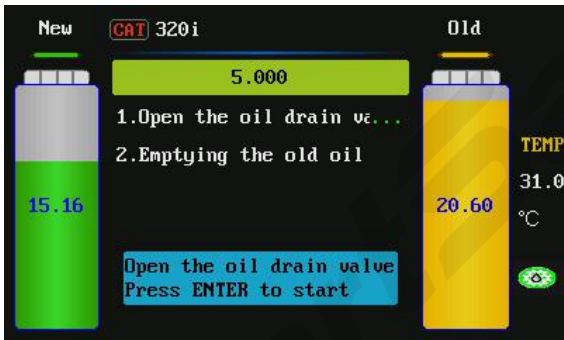 New
CAT 320i
Old
5.000
1.Open the oil drain va...
2.Emptying the old oil
TEMP
31.0
℃
15.16
20.60
Open the oil drain valve
Press ENTER to start